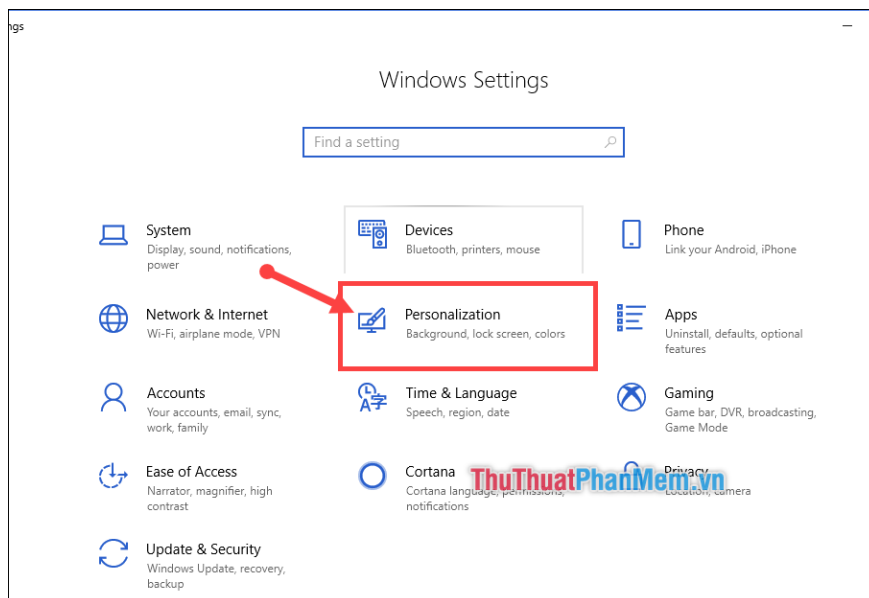 ngs
Windows Settings
Find a setting
System
Display, sound, notifications,
power
Devices
Bluetooth, printers, mouse
Phone
Link your Android, iPhone
Network & Internet
Wi-Fi, airplane mode, VPN
Personalization
Background, lock screen, colors
Apps
Uninstall, defaults, optional
features
Accounts
Your accounts, email, sync,
work, family
Time & Language
Speech, region, date
Gaming
Game bar, DVR, broadcasting,
Game Mode
Ease of Access
Narrator, magnifier, high
contrast
Cortana
Cortana language, permissions,
notifications
Privacy
Location, camera
ThuThuatPhanMem.vn
Update & Security
Windows Update, recovery,
backup